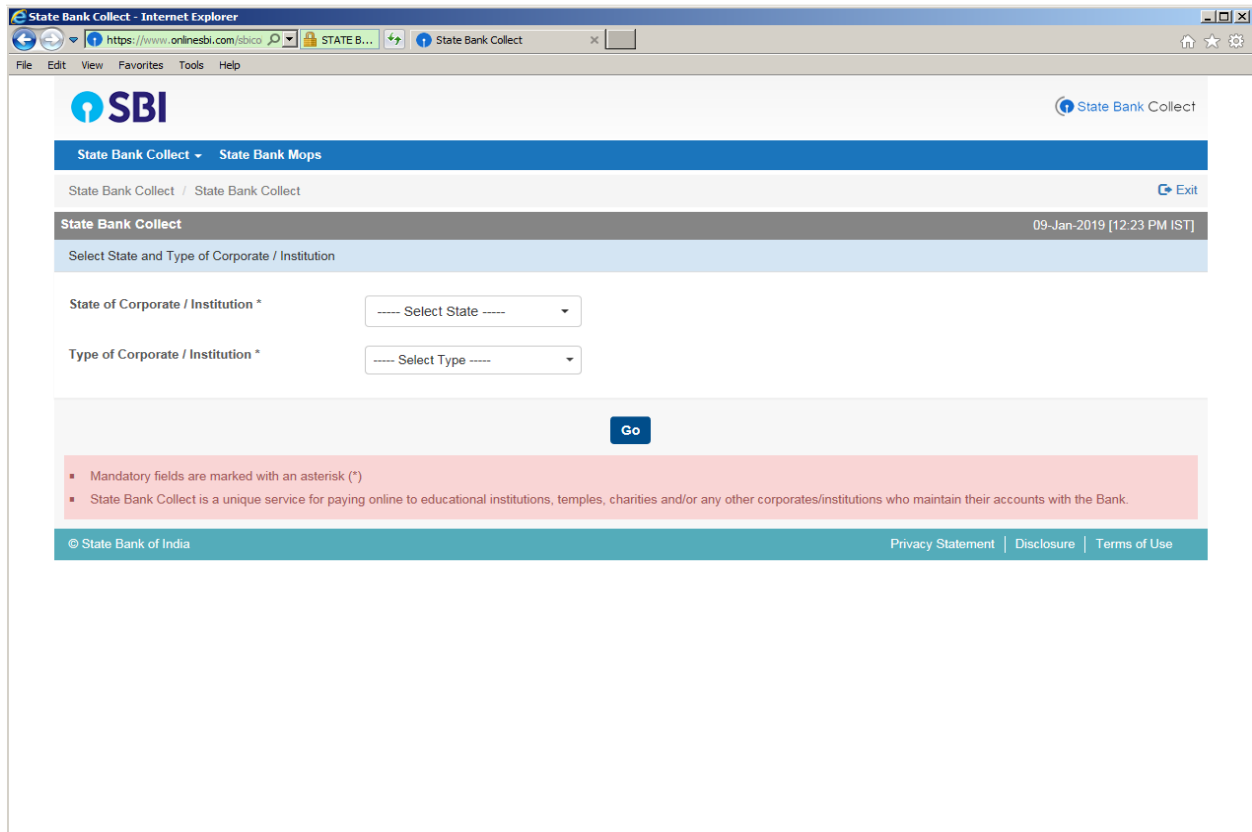 State Bank Collect - Internet Explorer
https://www.onlinesbi.com/sbico STATE B... State Bank Collect
File Edit View Favorites Tools Help
SBI
State Bank Collect
State Bank Collect State Bank Mops
State Bank Collect / State Bank Collect Exit
State Bank Collect 09-Jan-2019 [12:23 PM IST]
Select State and Type of Corporate / Institution
State of Corporate / Institution * ----- Select State -----
Type of Corporate / Institution * ----- Select Type -----
Go
Mandatory fields are marked with an asterisk (*)
State Bank Collect is a unique service for paying online to educational institutions, temples, charities and/or any other corporates/institutions who maintain their accounts with the Bank.
© State Bank of India Privacy Statement | Disclosure | Terms of Use